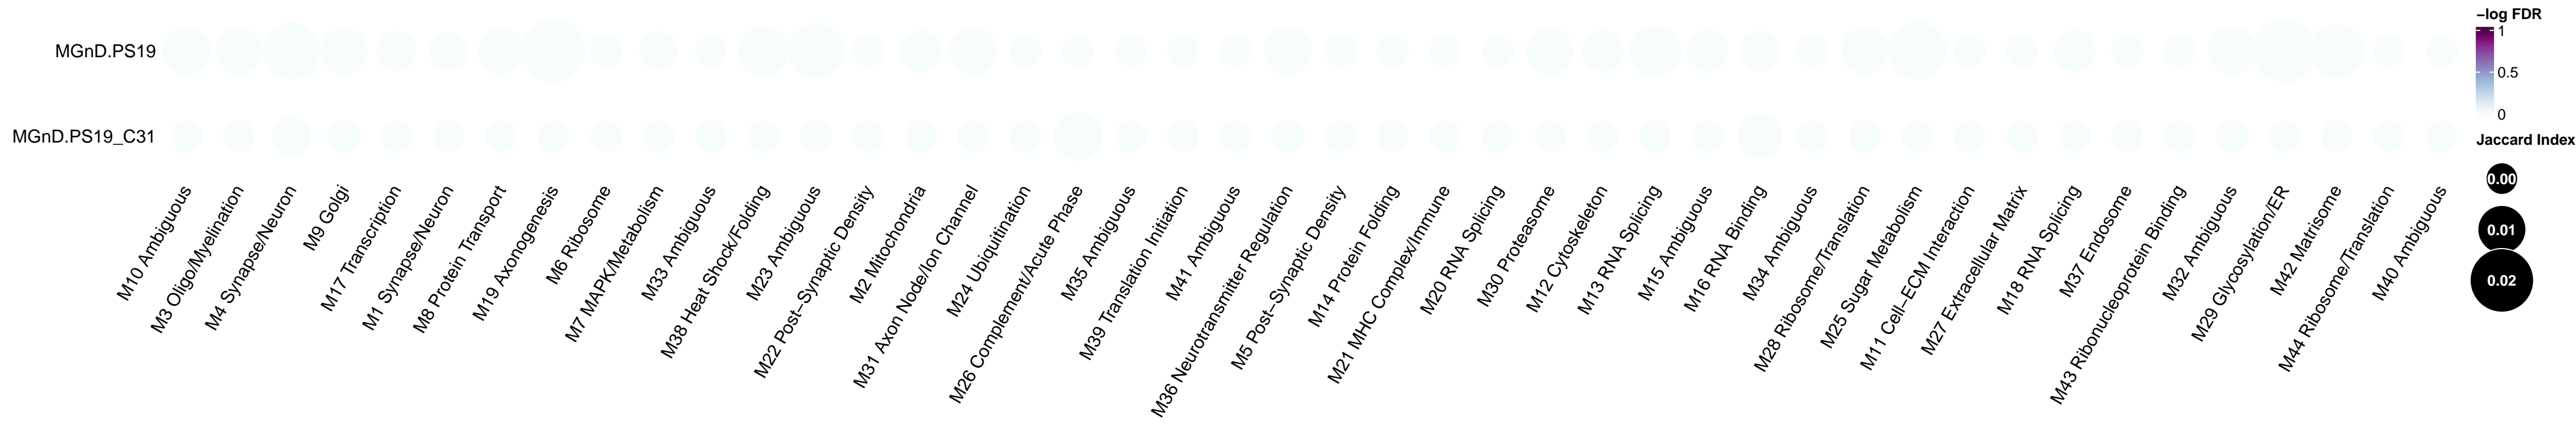 MGnD.PS19
MGnD.PS19_C31
M10 Ambiguous
M3 Oligo/Myelination
M4 Synapse/Neuron
M9 Golgi
M17 Transcription
M1 Synapse/Neuron
M8 Protein Transport
M19 Axonogenesis
M6 Ribosome
M7 MAPK/Metabolism
M33 Ambiguous
M38 Heat Shock/Folding
M23 Ambiguous
M22 Post−Synaptic Density
M2 Mitochondria
M31 Axon Node/Ion Channel
M24 Ubiquitination
M26 Complement/Acute Phase
M35 Ambiguous
M39 Translation Initiation
M41 Ambiguous
M36 Neurotransmitter Regulation
M5 Post−Synaptic Density
M14 Protein Folding
M21 MHC Complex/Immune
M20 RNA Splicing
M30 Proteasome
M12 Cytoskeleton
M13 RNA Splicing
M15 Ambiguous
M16 RNA Binding
M34 Ambiguous
M28 Ribosome/Translation
M25 Sugar Metabolism
M11 Cell−ECM Interaction
M27 Extracellular Matrix
M18 RNA Splicing
M37 Endosome
M43 Ribonucleoprotein Binding
M32 Ambiguous
M29 Glycosylation/ER
M42 Matrisome
M44 Ribosome/Translation
M40 Ambiguous
−log FDR
1
0.5
0
Jaccard Index
0.00
0.01
0.02